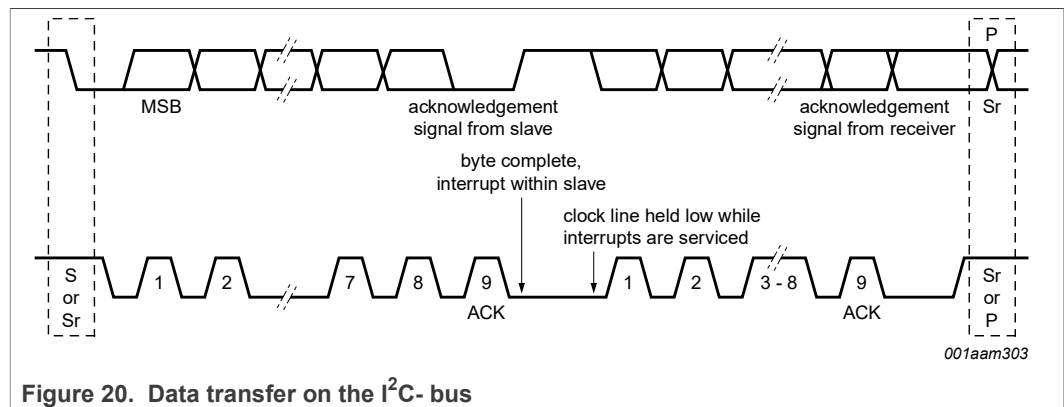 P
MSB
acknowledgement
signal from slave
acknowledgement
signal from receiver
Sr
byte complete,
interrupt within slave
clock line held low while
interrupts are serviced
S
or
Sr
1 2 7 8 9 1 2 3 - 8 9
ACK ACK
Sr
or
P
001aam303
Figure 20. Data transfer on the I²C- bus